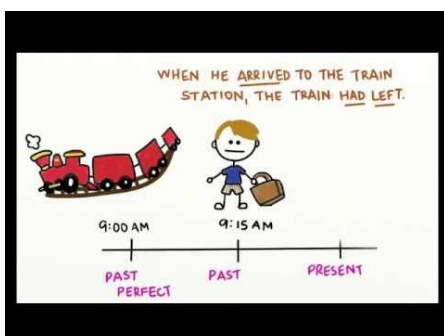 WHEN HE ARRIVED TO THE TRAIN
STATION, THE TRAIN HAD LEFT.
9:00 AM
9:15 AM
PAST
PERFECT
PAST
PRESENT